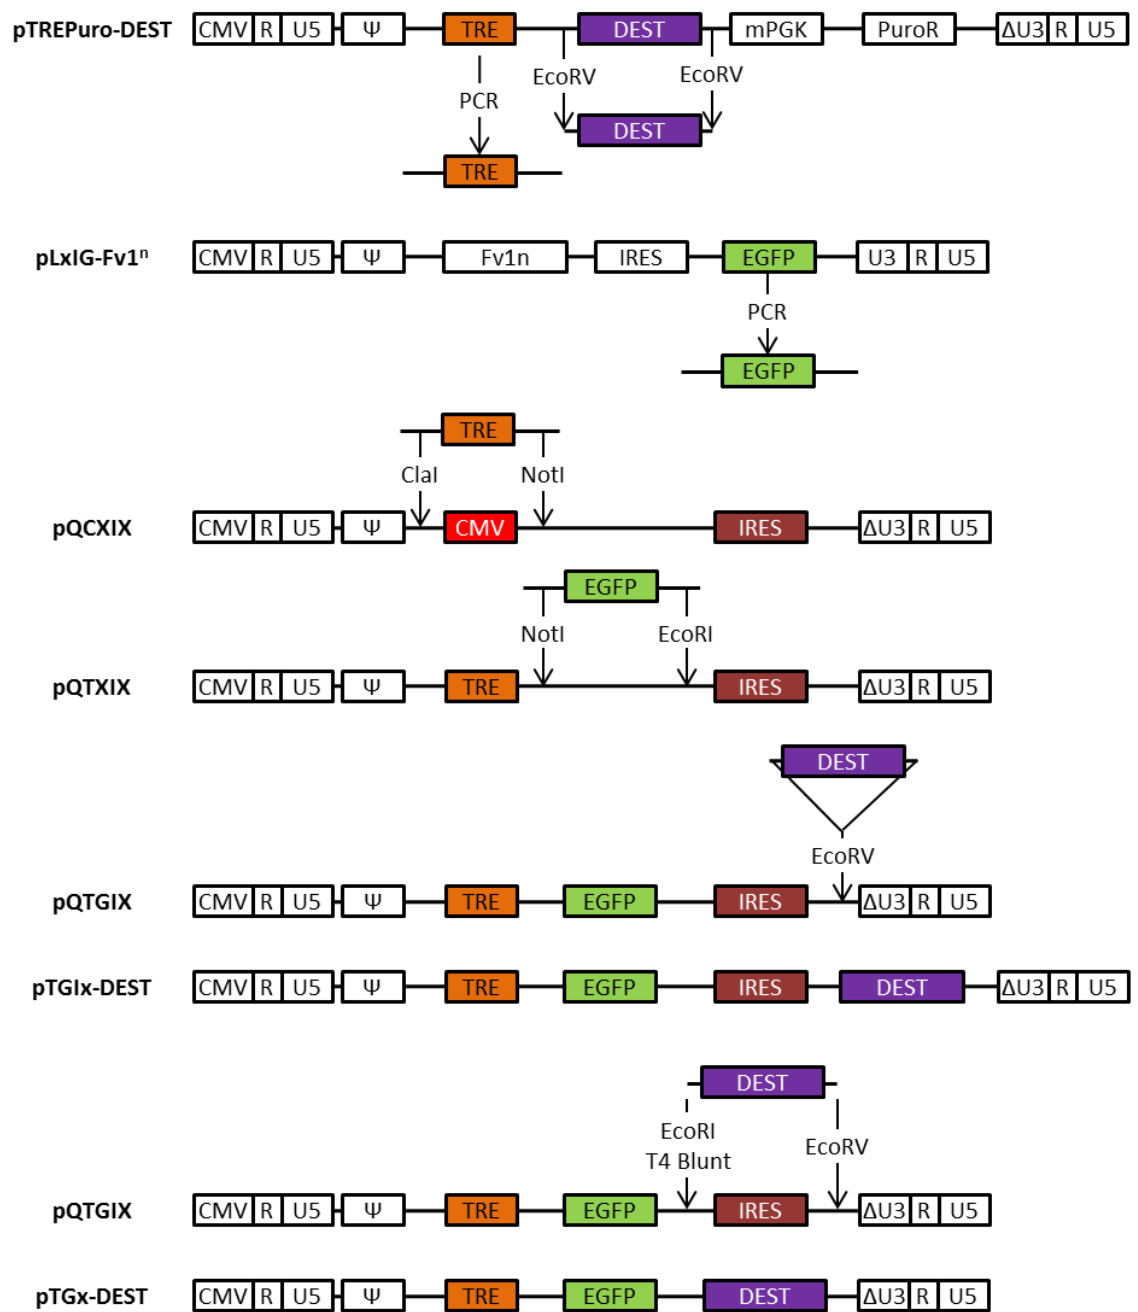 pTREPuro-DEST CMV R U5 Ψ TRE DEST mPGK PuroR ΔU3 R U5
EcoRV EcoRV
PCR
DEST
TRE
pLxIG-Fv1ⁿ CMV R U5 Ψ Fv1n IRES EGFP U3 R U5
PCR
EGFP
TRE
ClaI NotI
pQCXIX CMV R U5 Ψ CMV IRES ΔU3 R U5
EGFP
NotI EcoRI
pQTXIX CMV R U5 Ψ TRE IRES ΔU3 R U5
DEST
EcoRV
pQTGIX CMV R U5 Ψ TRE EGFP IRES ΔU3 R U5
pTGIx-DEST CMV R U5 Ψ TRE EGFP IRES DEST ΔU3 R U5
DEST
EcoRI EcoRV
T4 Blunt
pQTGIX CMV R U5 Ψ TRE EGFP IRES ΔU3 R U5
pTGx-DEST CMV R U5 Ψ TRE EGFP DEST ΔU3 R U5